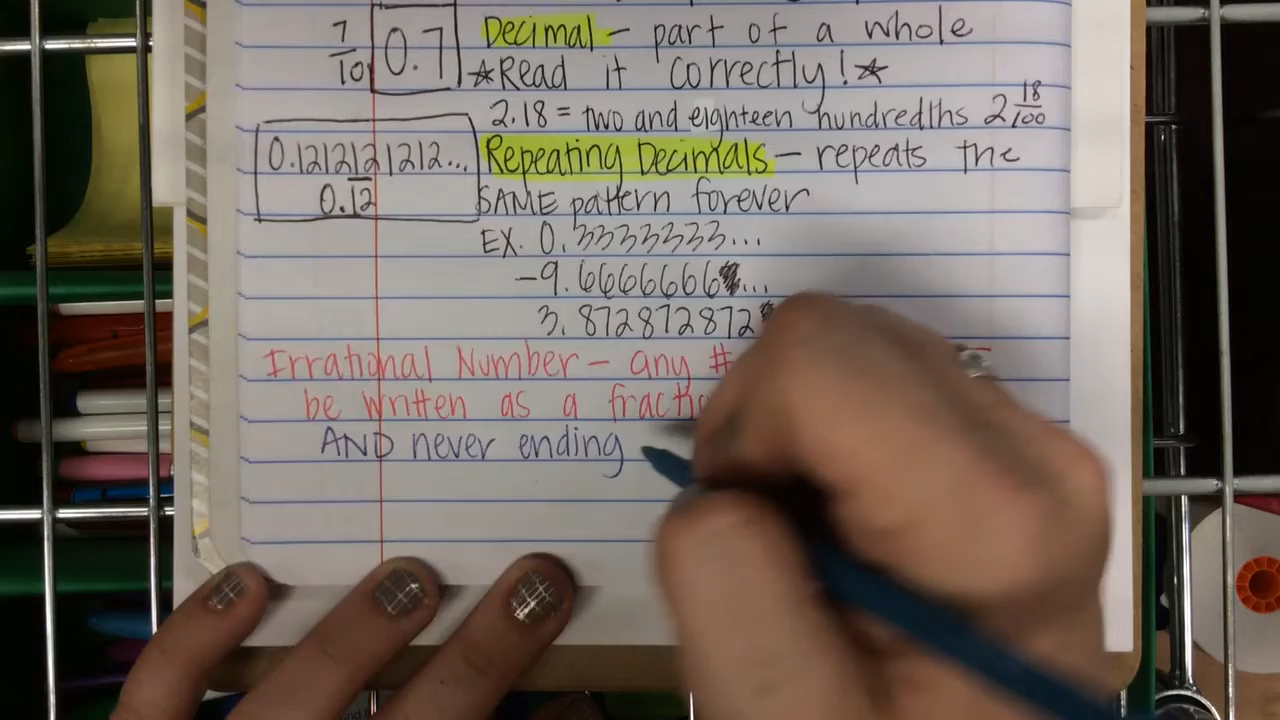 7/10 0.7 Decimal - part of a whole
☆Read it correctly!☆
2.18 = two and eighteen hundredths 2 18/100
0.1212121212... Repeating Decimals - repeats the
0.1̅2̅ SAME pattern forever
EX. 0.3333333...
-9.6666666...
3.872872872
Irrational Number - any #
be written as a
AND never ending